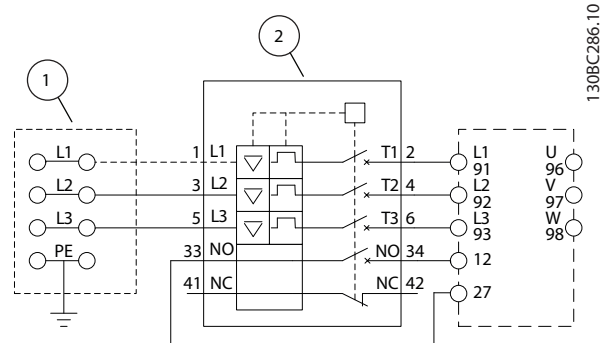 130BC286.10
2
1
L1 1 L1 T1 2 L1 91 U 96
L2 3 L2 T2 4 L2 92 V 97
L3 5 L3 T3 6 L3 93 W 98
PE 33 NO NO 34 12
41 NC NC 42 27